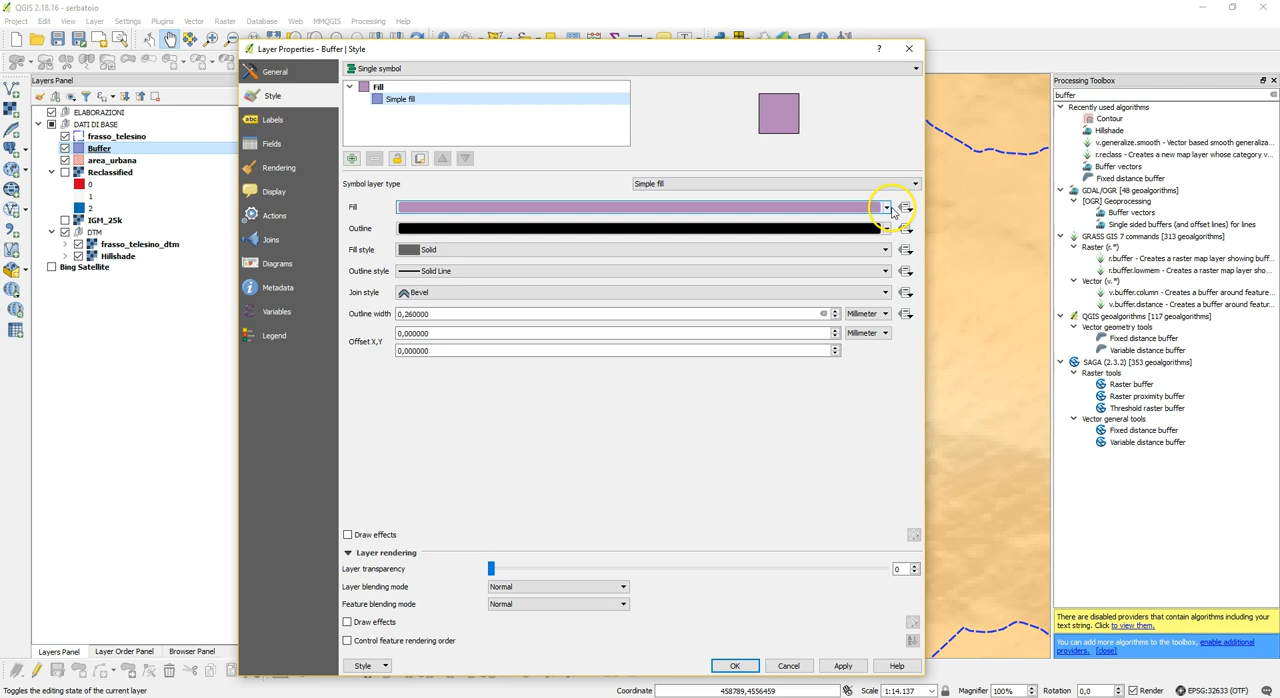 QGIS 2.18.16 - serbatoio
Project Edit View Layer Settings Plugins Vector Raster Database Web MMQGIS Processing Help
Layers Panel
ELABORAZIONI
DATI DI BASE
frasso_telesino
Buffer
area_urbana
Reclassified
0
1
2
IGM_25k
DTM
frasso_telesino_dtm
Hillshade
Bing Satellite
Layers Panel Layer Order Panel Browser Panel
Layer Properties - Buffer | Style
General
Style
Labels
Fields
Rendering
Display
Actions
Joins
Diagrams
Metadata
Variables
Legend
Single symbol
Fill
Simple fill
Symbol layer type Simple fill
Fill
Outline
Fill style Solid
Outline style Solid Line
Join style Bevel
Outline width 0,260000 Millimeter
Offset X,Y 0,000000 Millimeter
0,000000
Draw effects
Layer rendering
Layer transparency 0
Layer blending mode Normal
Feature blending mode Normal
Draw effects
Control feature rendering order
Style OK Cancel Apply Help
Processing Toolbox
buffer
Recently used algorithms
Contour
Hillshade
v.generalize.smooth - Vector based smooth generaliza...
r.reclass - Creates a new map layer whose category v...
Buffer vectors
Fixed distance buffer
GDAL/OGR [48 geoalgorithms]
[OGR] Geoprocessing
Buffer vectors
Single sided buffers (and offset lines) for lines
GRASS GIS 7 commands [313 geoalgorithms]
Raster (r.*)
r.buffer - Creates a raster map layer showing buff...
r.buffer.lowmem - Creates a raster map layer sho...
Vector (v.*)
v.buffer.column - Creates a buffer around feature...
v.buffer.distance - Creates a buffer around featur...
QGIS geoalgorithms [117 geoalgorithms]
Vector geometry tools
Fixed distance buffer
Variable distance buffer
SAGA (2.3.2) [353 geoalgorithms]
Raster tools
Raster buffer
Raster proximity buffer
Threshold raster buffer
Vector general tools
Fixed distance buffer
Variable distance buffer
There are disabled providers that contain algorithms including your
text string. Click to view them.
You can add more algorithms to the toolbox, enable additional
providers. [close]
Toggles the editing state of the current layer Coordinate 458789,4556459 Scale 1:14.137 Magnifier 100% Rotation 0,0 Render EPSG:32633 (OTF)